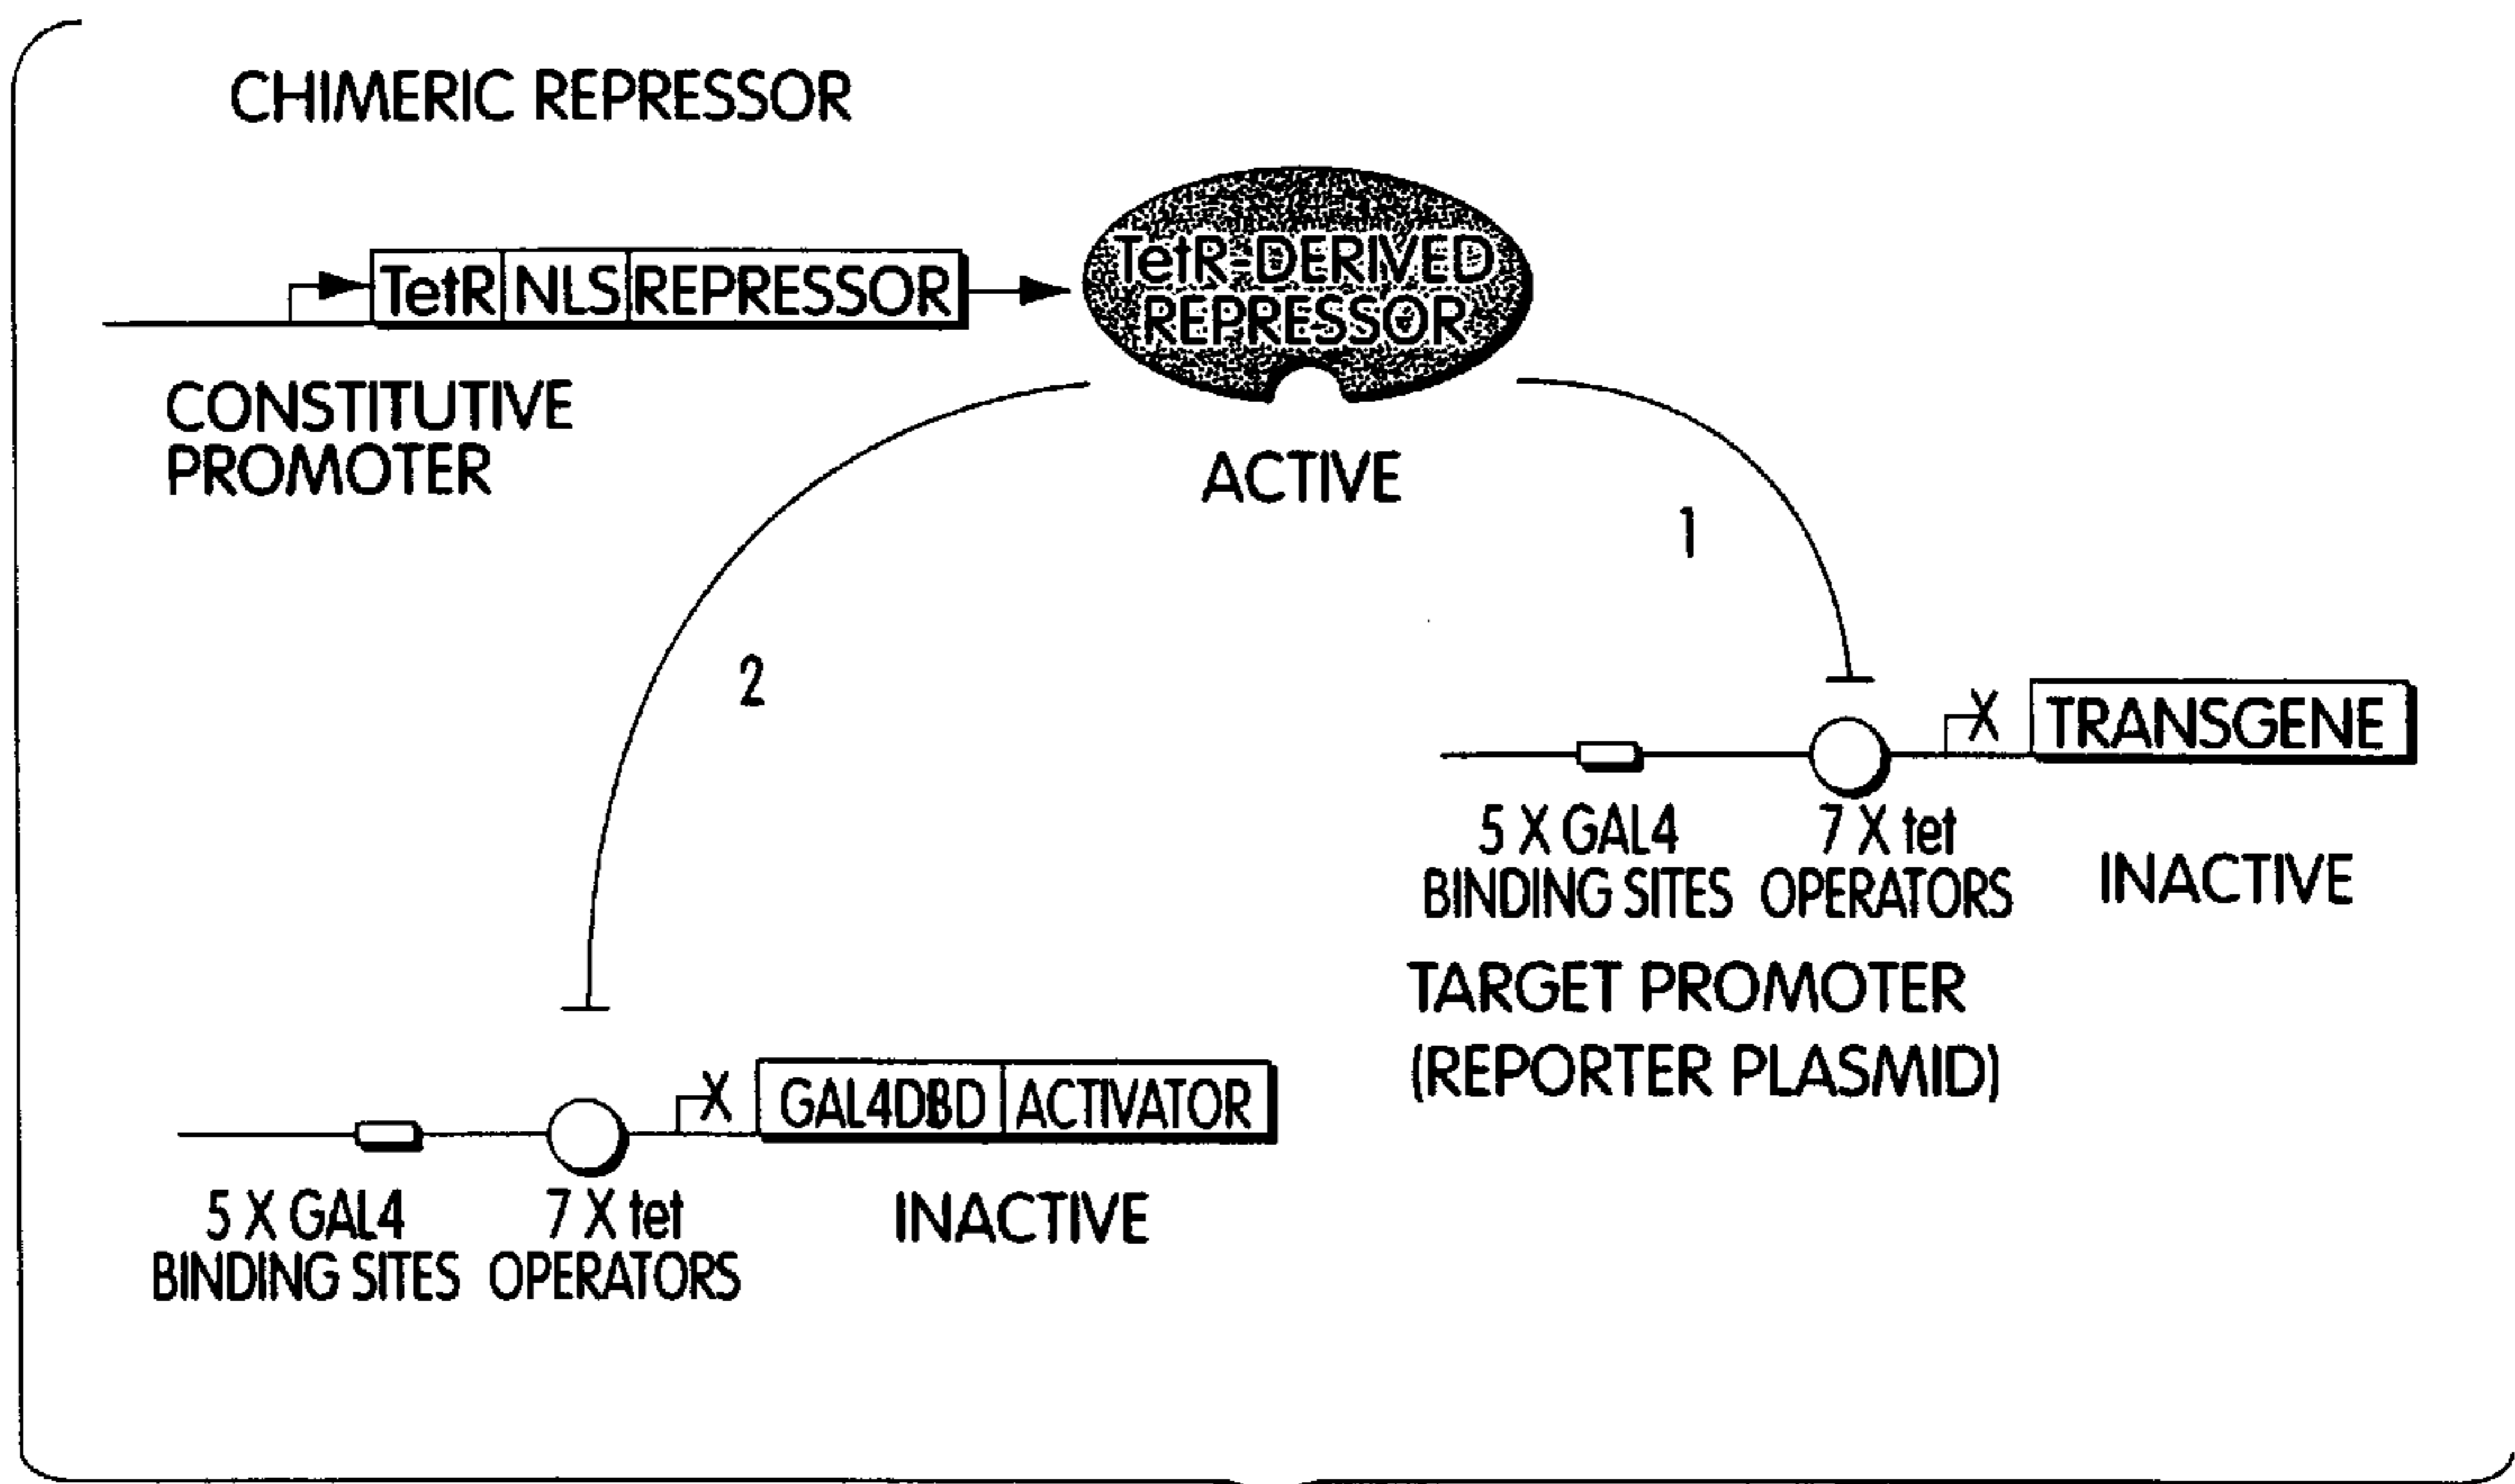 CHIMERIC REPRESSOR
TetR NLS REPRESSOR
TetR-DERIVED
REPRESSOR
CONSTITUTIVE
PROMOTER
ACTIVE
1
2
X TRANSGENE
5 X GAL4 7 X tet
BINDING SITES OPERATORS
INACTIVE
TARGET PROMOTER
(REPORTER PLASMID)
X GAL4DBD ACTIVATOR
5 X GAL4 7 X tet
BINDING SITES OPERATORS
INACTIVE